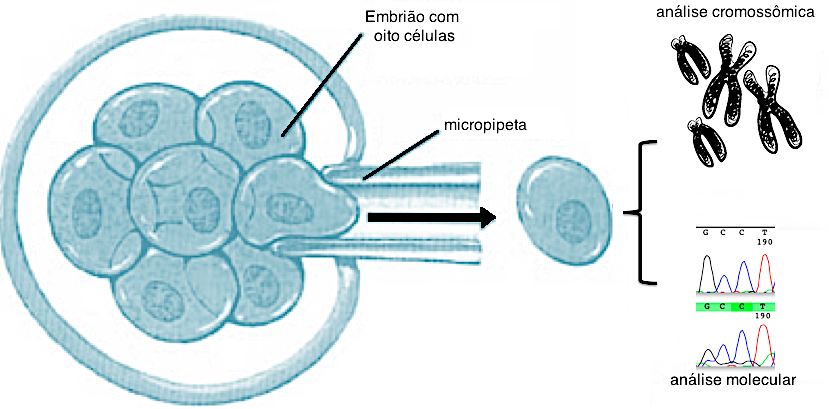 Embrião com
oito células
micropipeta
análise cromossômica
G C C T
190
G C C T
190
análise molecular